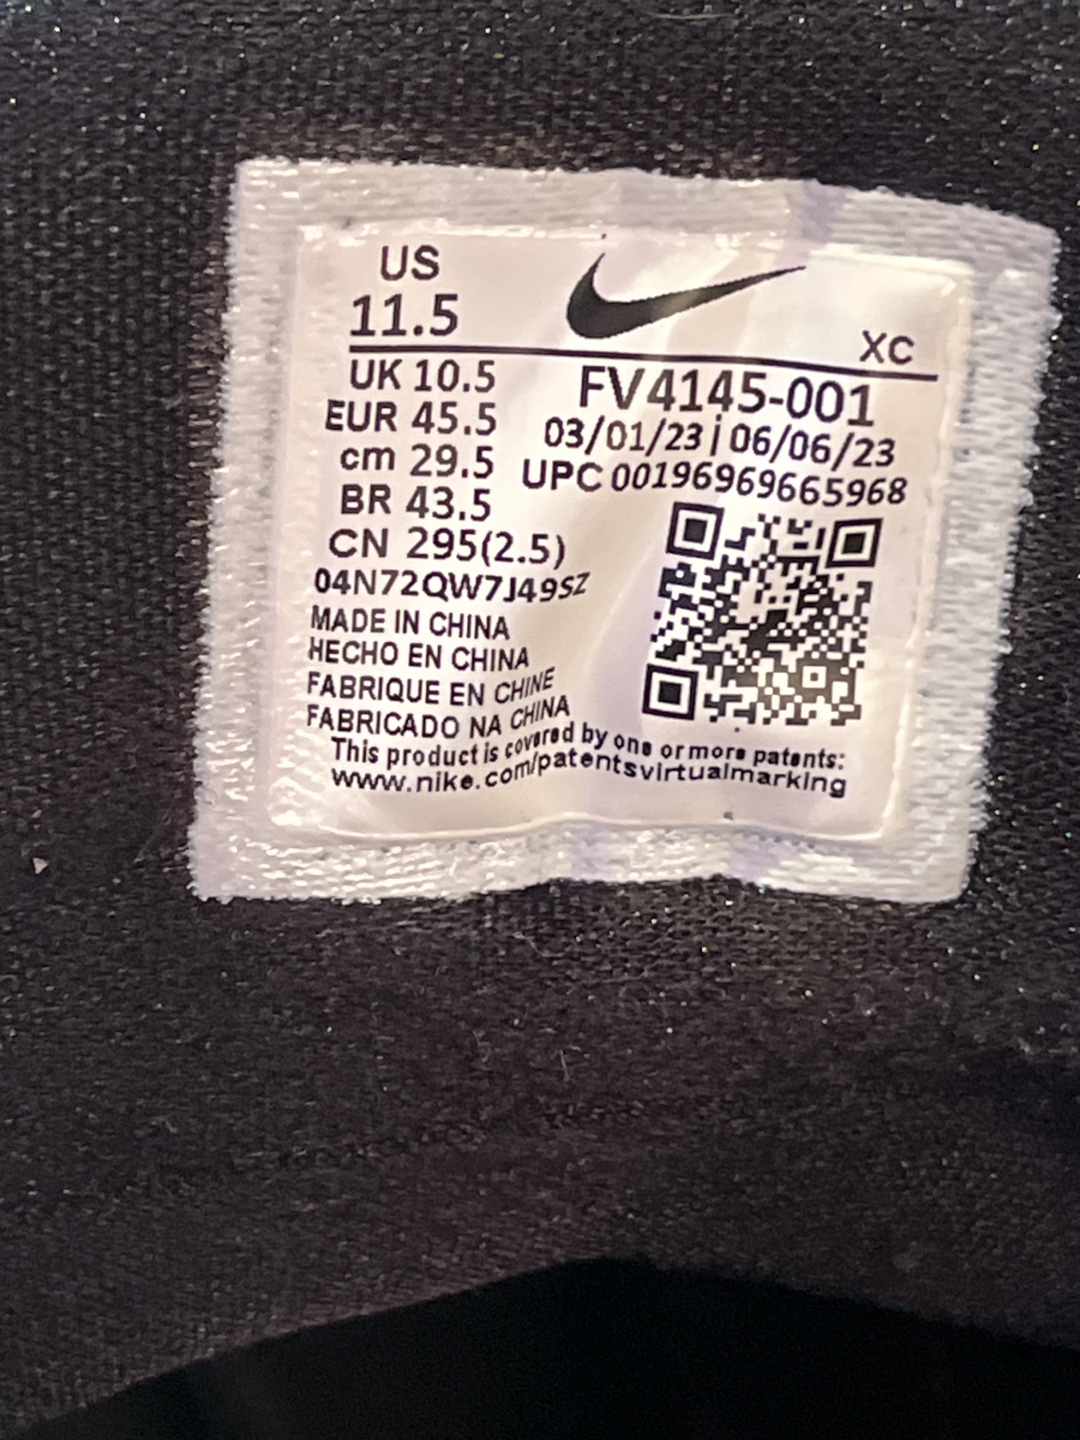 US
11.5
XC
UK 10.5
EUR 45.5
cm 29.5
BR 43.5
CN 295(2.5)
FV4145-001
03/01/23 | 06/06/23
UPC 00196969665968
04N72QW7J49SZ
MADE IN CHINA
HECHO EN CHINA
FABRIQUE EN CHINE
FABRICADO NA CHINA
This product is covered by one or more patents:
www.nike.com/patentsvirtualmarking